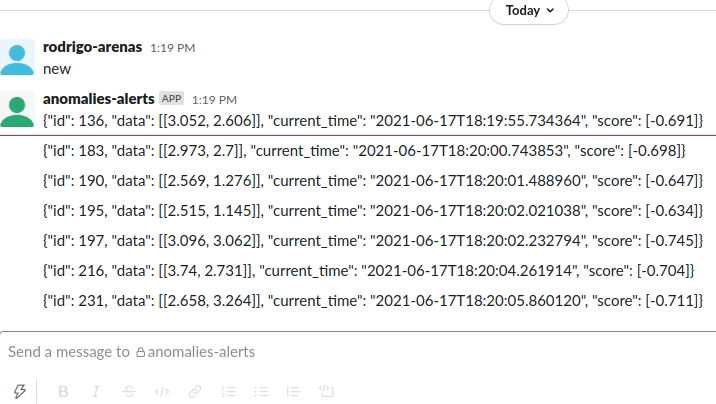 Today
rodrigo-arenas 1:19 PM
new
anomalies-alerts APP 1:19 PM
{"id": 136, "data": [[3.052, 2.606]], "current_time": "2021-06-17T18:19:55.734364", "score": [-0.691]}
{"id": 183, "data": [[2.973, 2.7]], "current_time": "2021-06-17T18:20:00.743853", "score": [-0.698]}
{"id": 190, "data": [[2.569, 1.276]], "current_time": "2021-06-17T18:20:01.488960", "score": [-0.647]}
{"id": 195, "data": [[2.515, 1.145]], "current_time": "2021-06-17T18:20:02.021038", "score": [-0.634]}
{"id": 197, "data": [[3.096, 3.062]], "current_time": "2021-06-17T18:20:02.232794", "score": [-0.745]}
{"id": 216, "data": [[3.74, 2.731]], "current_time": "2021-06-17T18:20:04.261914", "score": [-0.704]}
{"id": 231, "data": [[2.658, 3.264]], "current_time": "2021-06-17T18:20:05.860120", "score": [-0.711]}
Send a message to anomalies-alerts
B I S